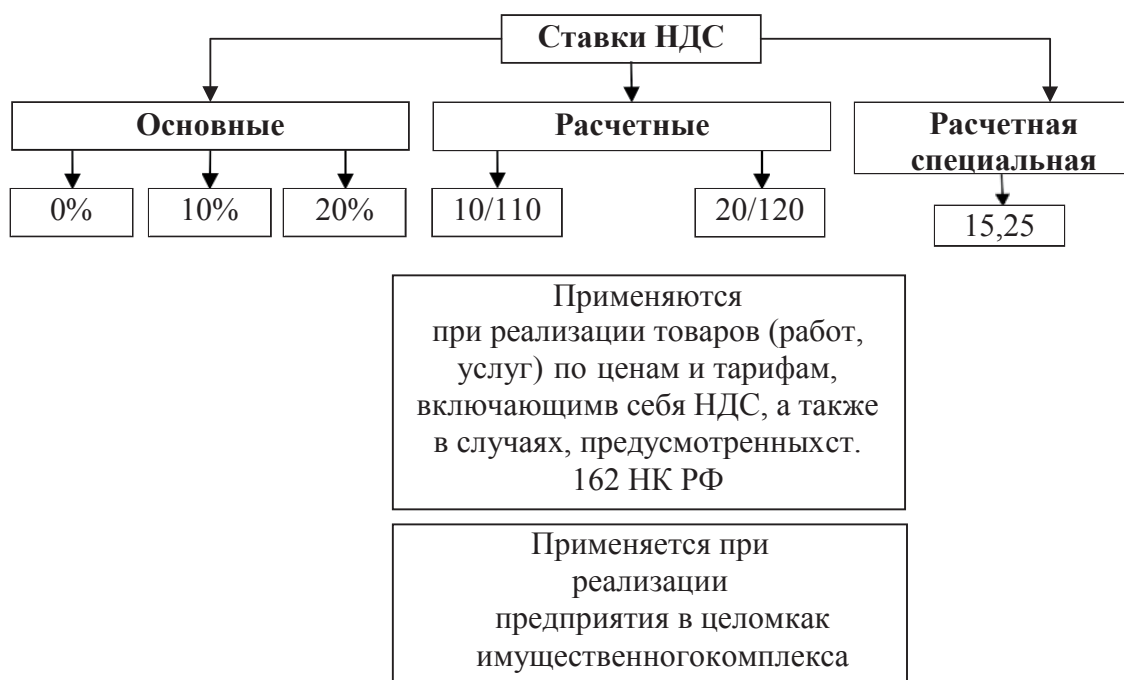 Ставки НДС
Основные
Расчетные
Расчетная
специальная
0%
10%
20%
10/110
20/120
15,25
Применяются
при реализации товаров (работ,
услуг) по ценам и тарифам,
включающимв себя НДС, а также
в случаях, предусмотренныхст.
162 НК РФ
Применяется при
реализации
предприятия в целомкак
имущественногокомплекса